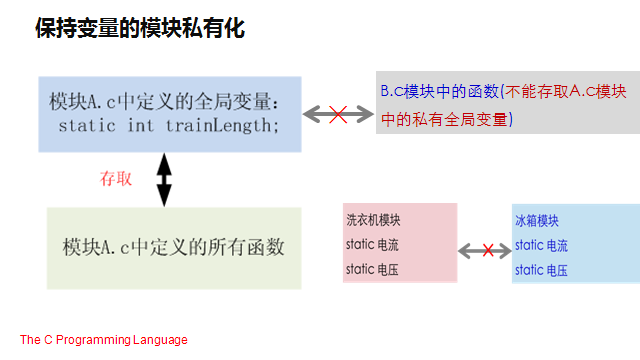 保持变量的模块私有化
模块A.c中定义的全局变量:
static int trainLength;
B.c模块中的函数(不能存取A.c模块
中的私有全局变量)
存取
模块A.c中定义的所有函数
洗衣机模块
static 电流
static 电压
冰箱模块
static 电流
static 电压
The C Programming Language